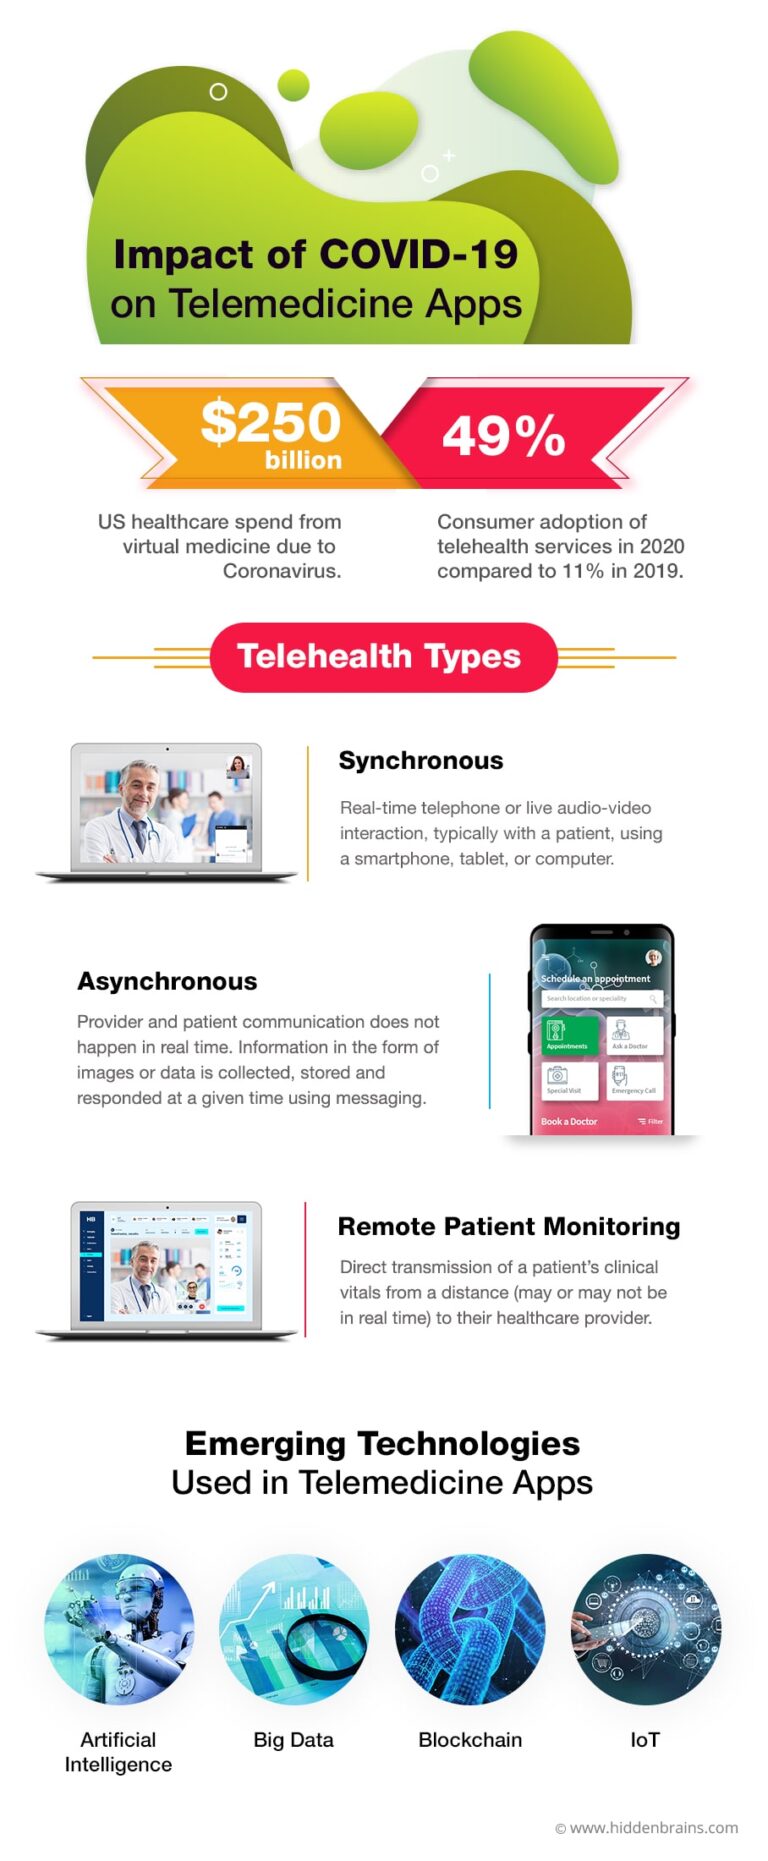 Impact of COVID-19
on Telemedicine Apps
$250
billion
US healthcare spend from
virtual medicine due to
Coronavirus.
49%
Consumer adoption of
telehealth services in 2020
compared to 11% in 2019.
Telehealth Types
Synchronous
Real-time telephone or live audio-video
interaction, typically with a patient, using
a smartphone, tablet, or computer.
Asynchronous
Provider and patient communication does not
happen in real time. Information in the form of
images or data is collected, stored and
responded at a given time using messaging.
Schedule an appointment
Search location or speciality
Appointments
Ask a Doctor
Special Visit
Emergency Call
Book a Doctor
Filter
HB
Remote Patient Monitoring
Direct transmission of a patient’s clinical
vitals from a distance (may or may not be
in real time) to their healthcare provider.
Emerging Technologies
Used in Telemedicine Apps
Artificial
Intelligence
Big Data
Blockchain
IoT
© www.hiddenbrains.com